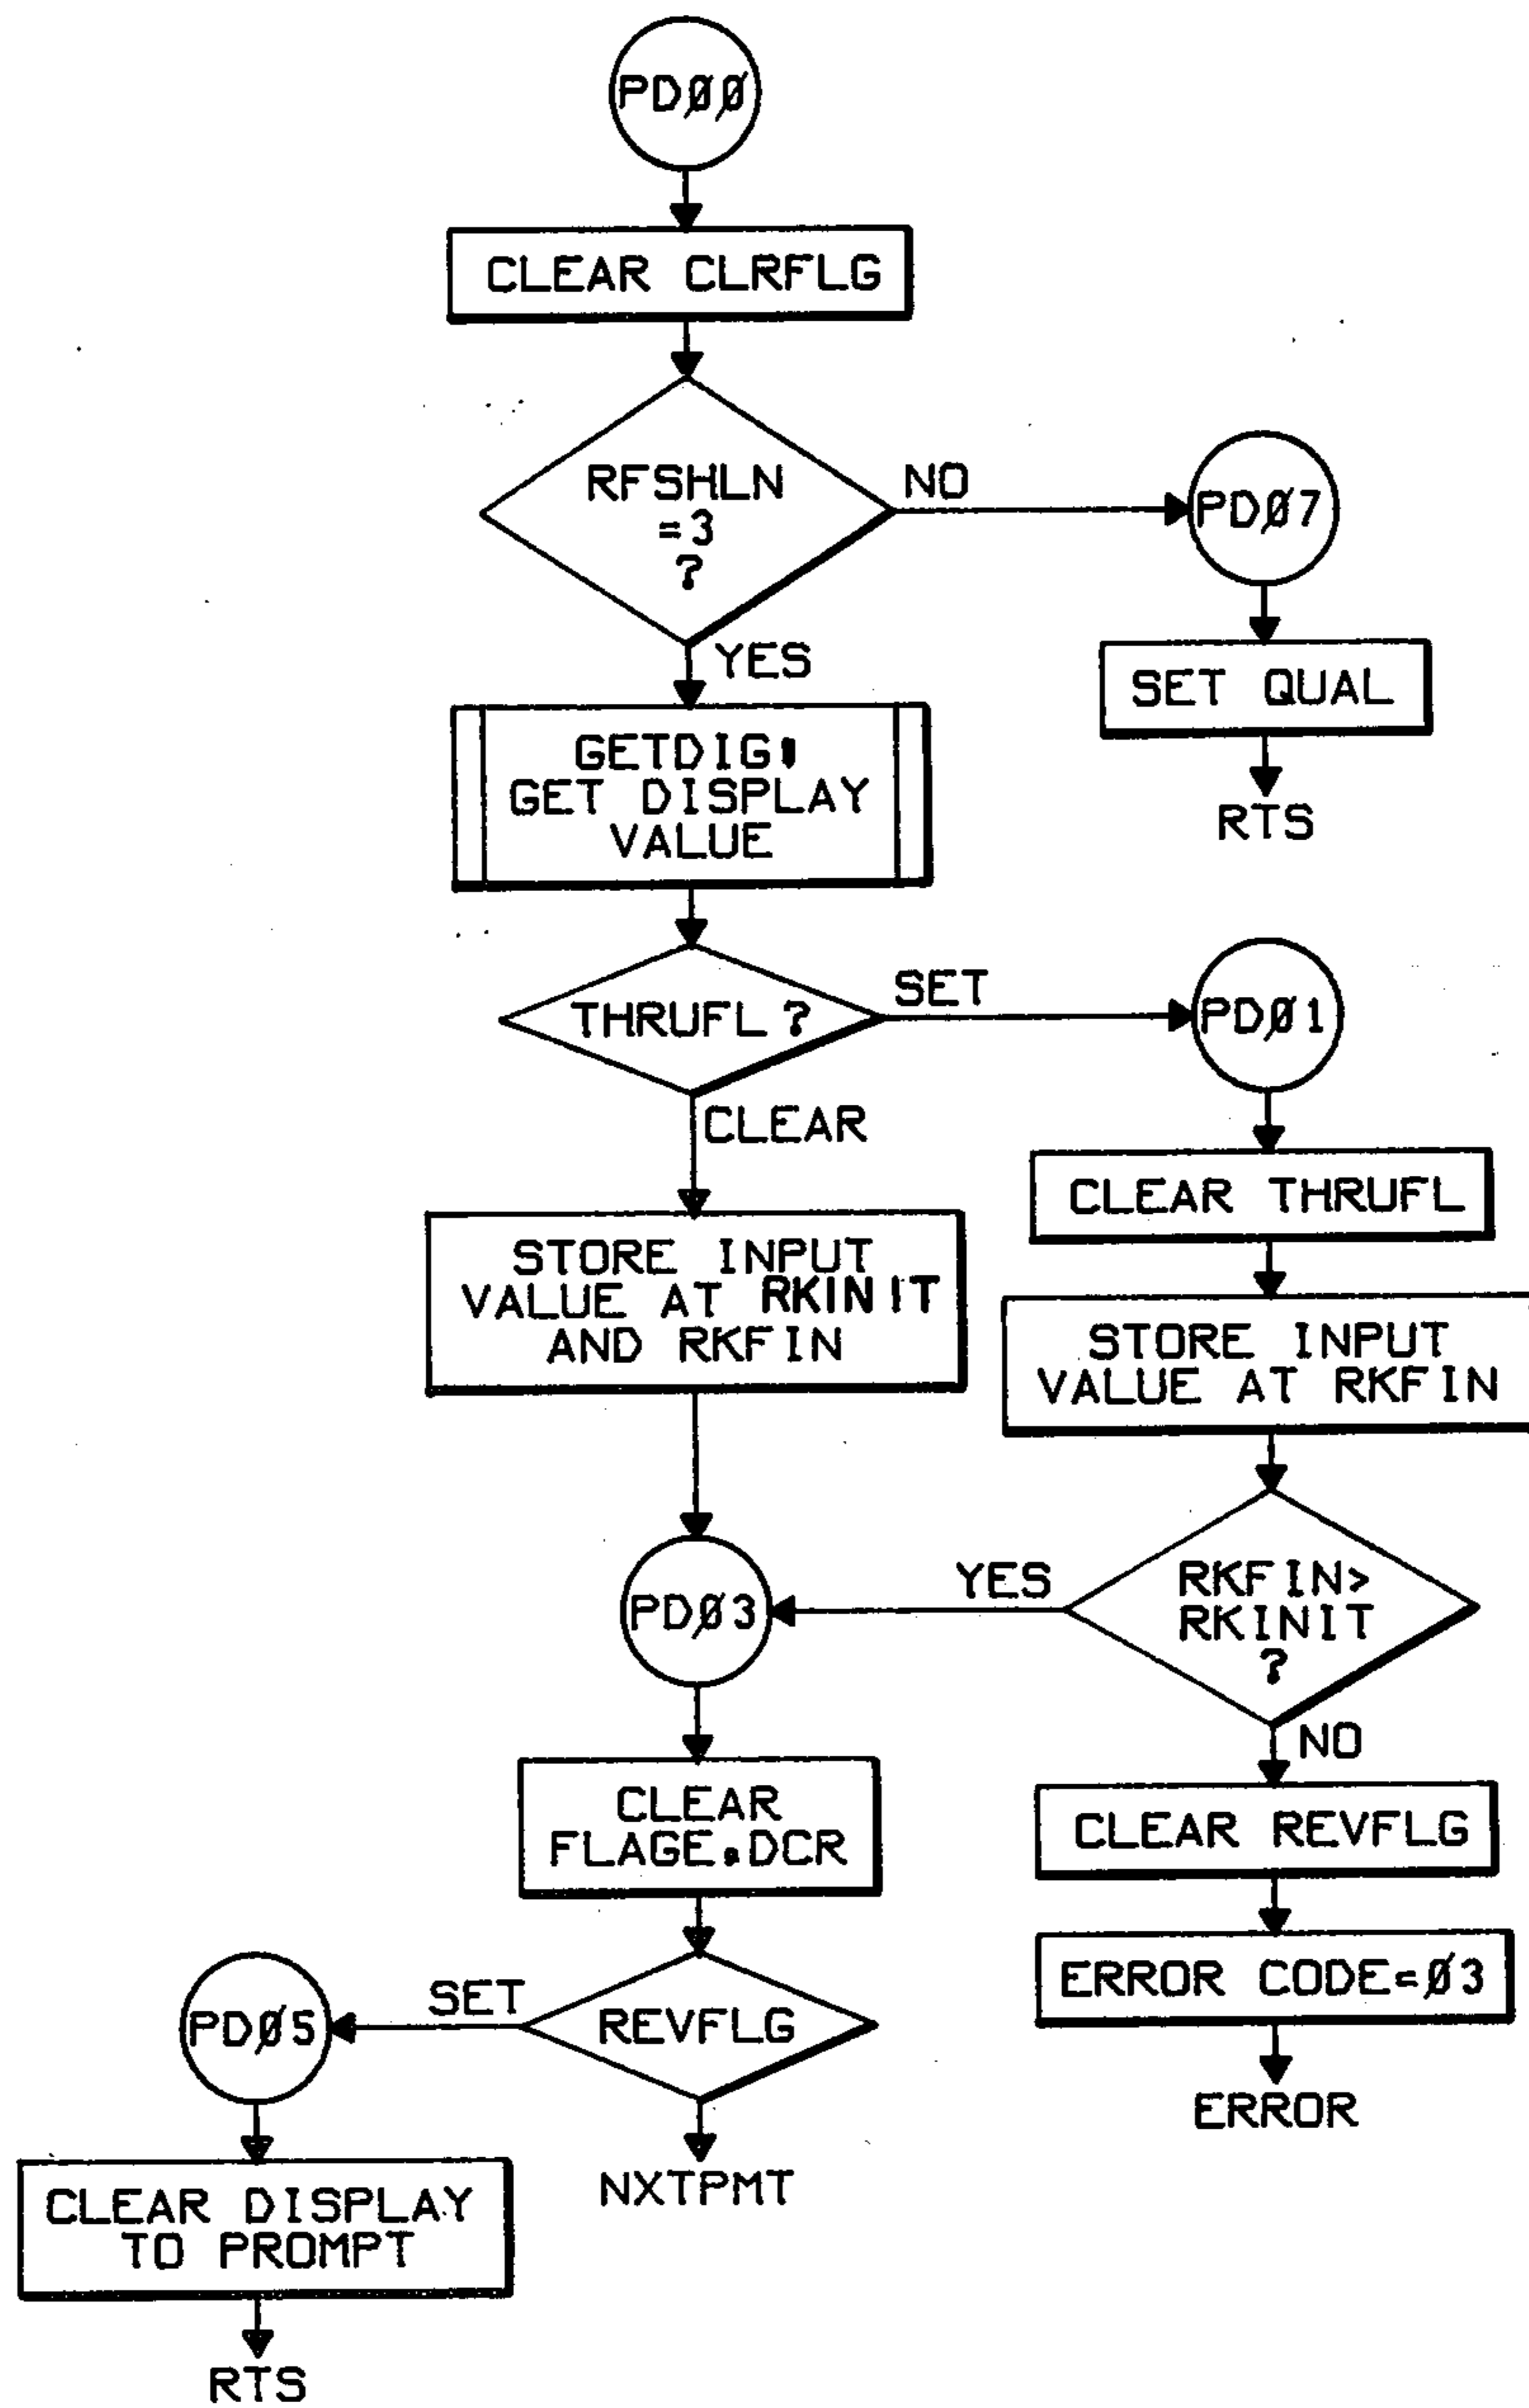 PDØØ
CLEAR CLRFLG
RFSHLN
=3
?
NO
PDØ7
YES
SET QUAL
RTS
GETDIG:
GET DISPLAY
VALUE
THRUFL ?
SET
PDØ1
CLEAR
CLEAR THRUFL
STORE INPUT
VALUE AT RKINIT
AND RKFIN
STORE INPUT
VALUE AT RKFIN
RKFIN>
RKINIT
?
YES
PDØ3
NO
CLEAR
FLAGE.DCR
CLEAR REVFLG
ERROR CODE=Ø3
ERROR
REVFLG
SET
PDØ5
NXTPMT
CLEAR DISPLAY
TO PROMPT
RTS